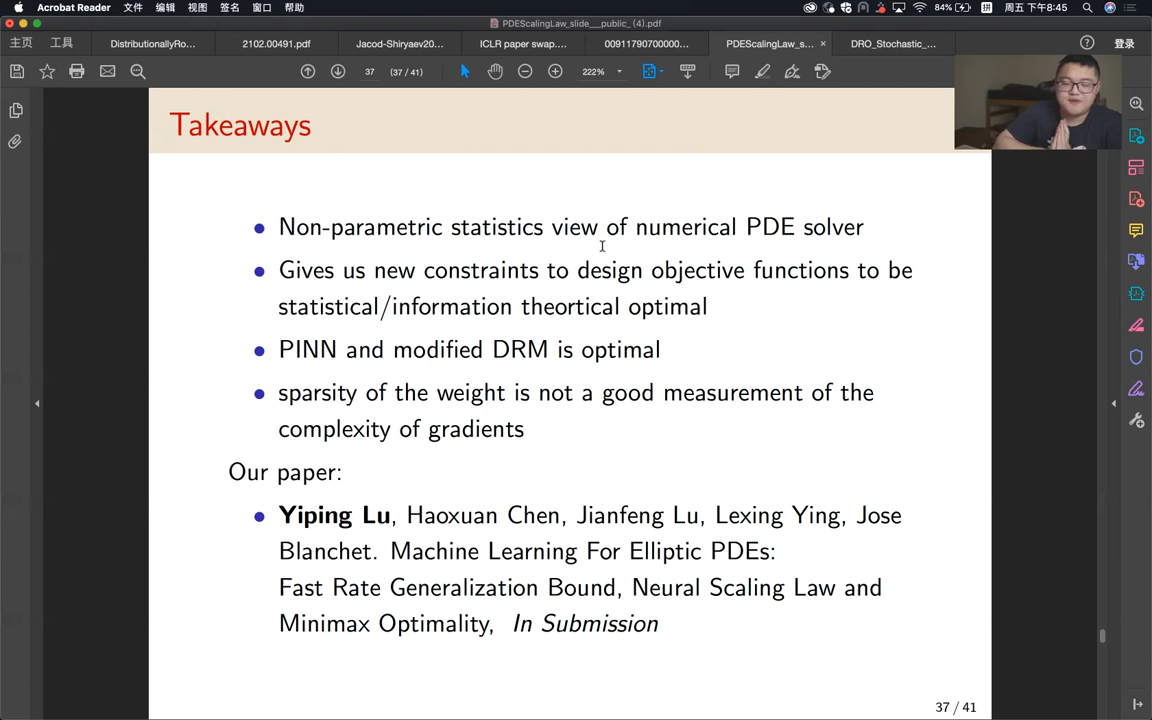 Acrobat Reader 文件 编辑 视图 签名 窗口 帮助 84% 拼 周五 下午8:45
PDEScalingLaw_slide__public_ (4).pdf
主页 工具 DistributionallyRo... 2102.00491.pdf Jacod-Shiryaev20... ICLR paper swap.... 00911790700000... PDEScalingLaw_s... × DRO_Stochastic_... 登录
37 (37 / 41) 222%
Takeaways
Non-parametric statistics view of numerical PDE solver
Gives us new constraints to design objective functions to be
statistical/information theortical optimal
PINN and modified DRM is optimal
sparsity of the weight is not a good measurement of the
complexity of gradients
Our paper:
Yiping Lu, Haoxuan Chen, Jianfeng Lu, Lexing Ying, Jose
Blanchet. Machine Learning For Elliptic PDEs:
Fast Rate Generalization Bound, Neural Scaling Law and
Minimax Optimality, In Submission
37 / 41